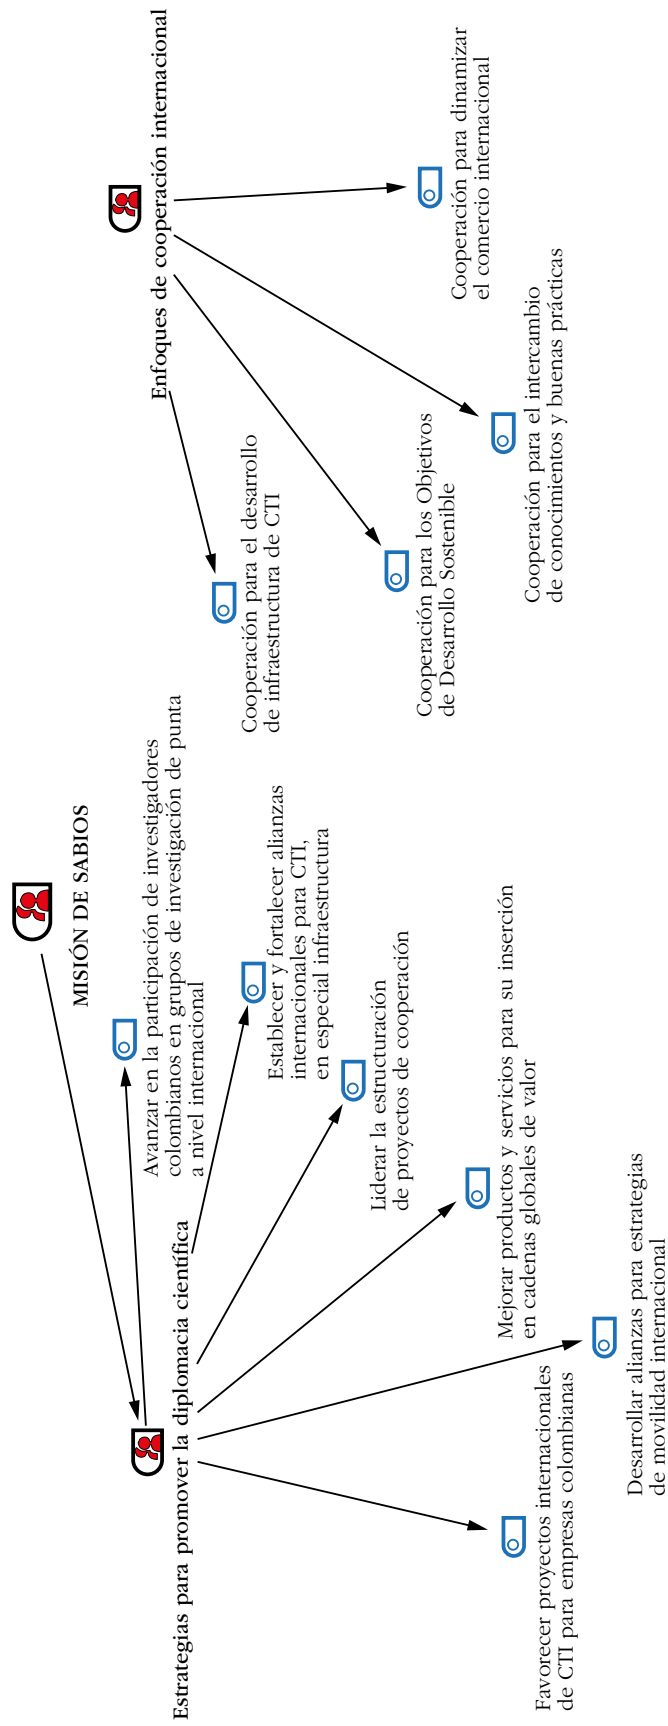 MISIÓN DE SABIOS
Estrategias para promover la diplomacia científica
Favorecer proyectos internacionales
de CTI para empresas colombianas
Desarrollar alianzas para estrategias
de movilidad internacional
Mejorar productos y servicios para su inserción
en cadenas globales de valor
Liderar la estructuración
de proyectos de cooperación
Establecer y fortalecer alianzas
internacionales para CTI,
en especial infraestructura
Avanzar en la participación de investigadores
colombianos en grupos de investigación de punta
a nivel internacional
Enfoques de cooperación internacional
Cooperación para el desarrollo
de infraestructura de CTI
Cooperación para los Objetivos
de Desarrollo Sostenible
Cooperación para el intercambio
de conocimientos y buenas prácticas
Cooperación para dinamizar
el comercio internacional